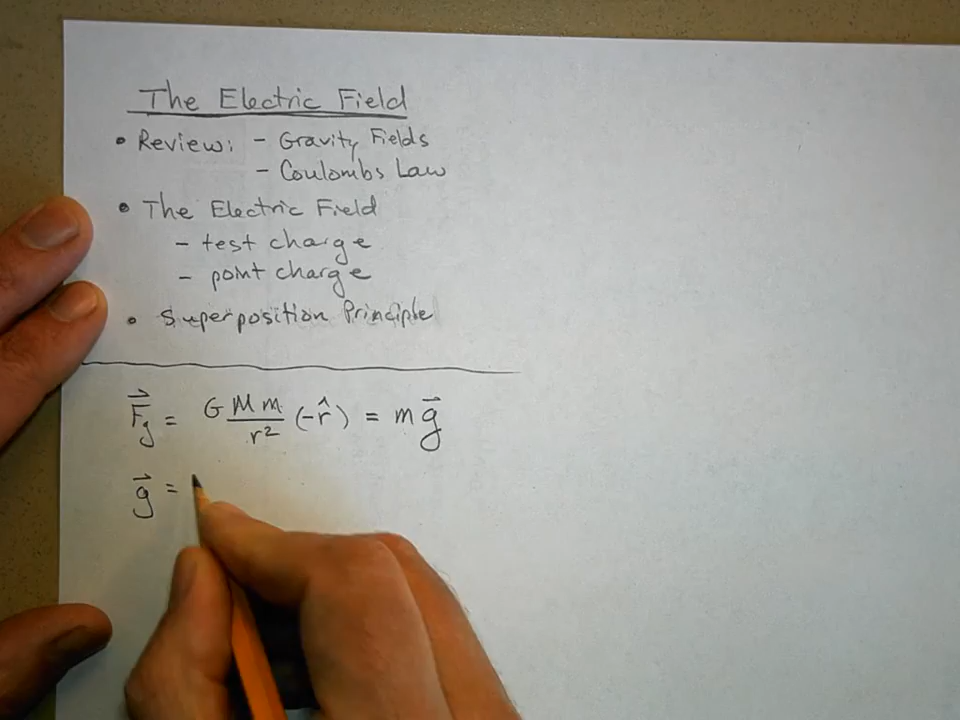 The Electric Field
• Review: - Gravity Fields
- Coulombs Law
• The Electric Field
- test charge
- point charge
• Superposition Principle
F⃗g = G Mm/r² (-r̂) = m g⃗
g⃗ =